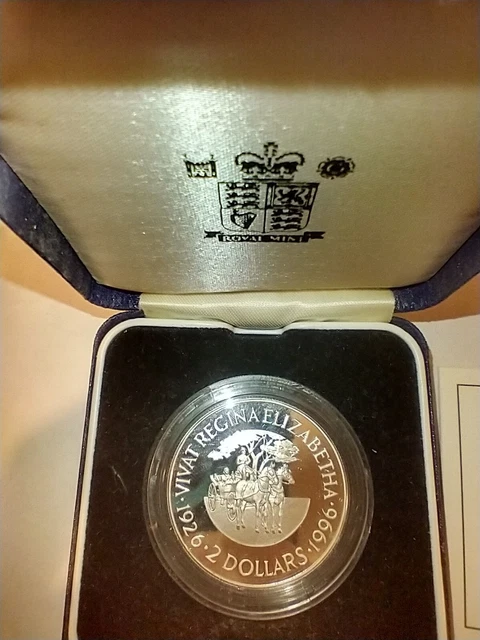 ROYAL MINT
·VIVAT REGINA ELIZABETHA·
1926·2 DOLLARS·1996